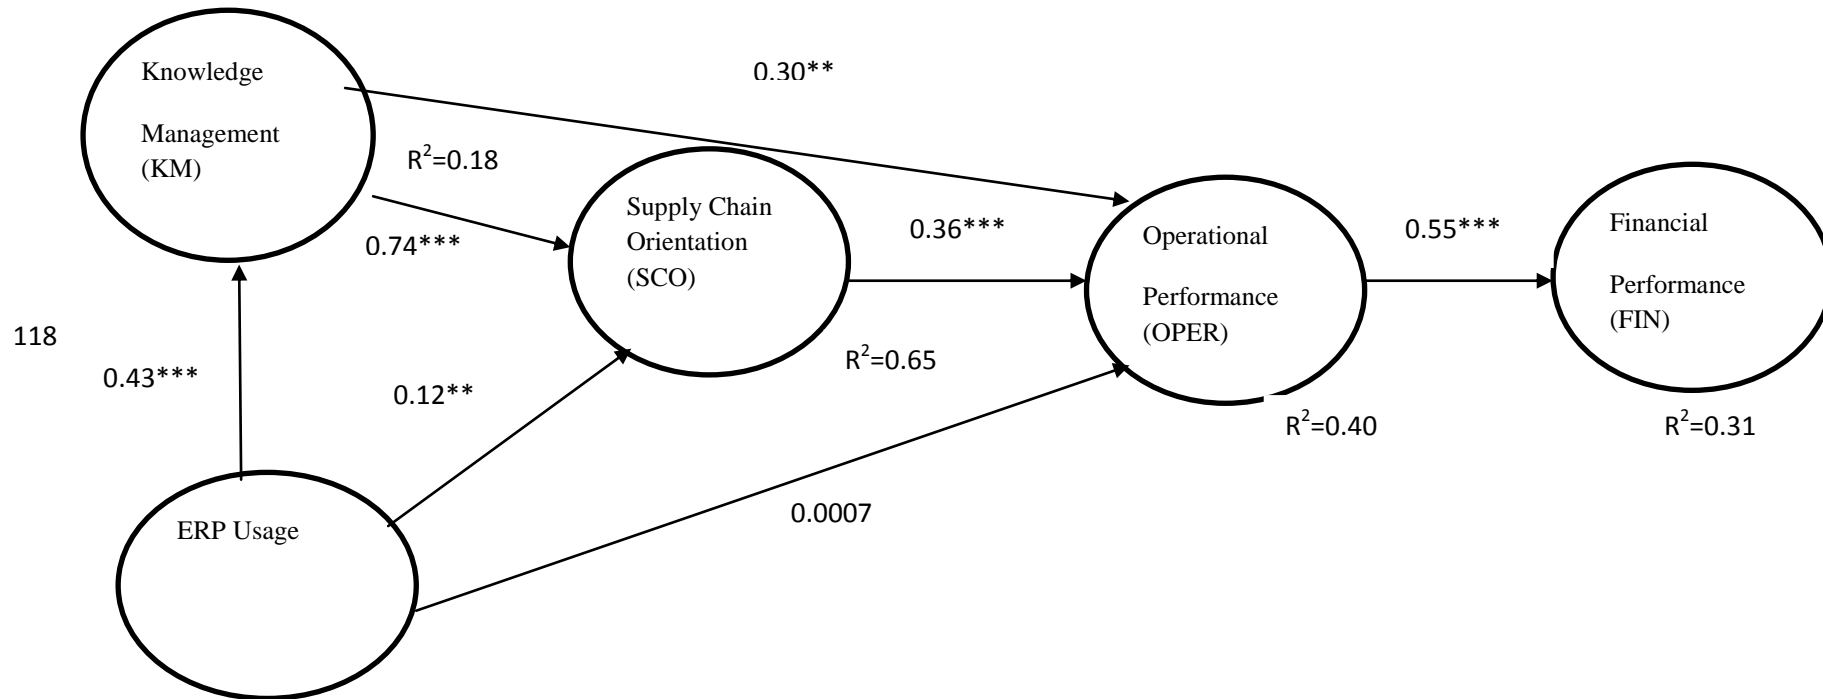 Knowledge
Management
(KM)
0.30**
R²=0.18
0.74***
Supply Chain
Orientation
(SCO)
0.36***
Operational
Performance
(OPER)
0.55***
Financial
Performance
(FIN)
118
0.43***
0.12**
R²=0.65
R²=0.40
R²=0.31
ERP Usage
0.0007